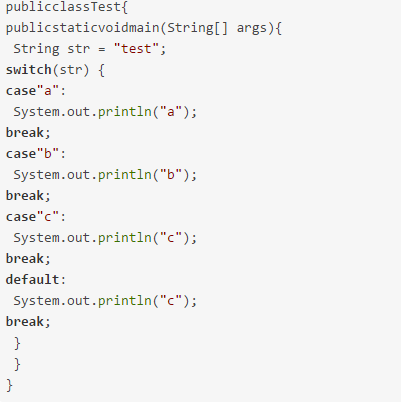 publicclassTest{
publicstaticvoidmain(String[] args){
String str = "test";
switch(str) {
case"a":
System.out.println("a");
break;
case"b":
System.out.println("b");
break;
case"c":
System.out.println("c");
break;
default:
System.out.println("c");
break;
}
}
}